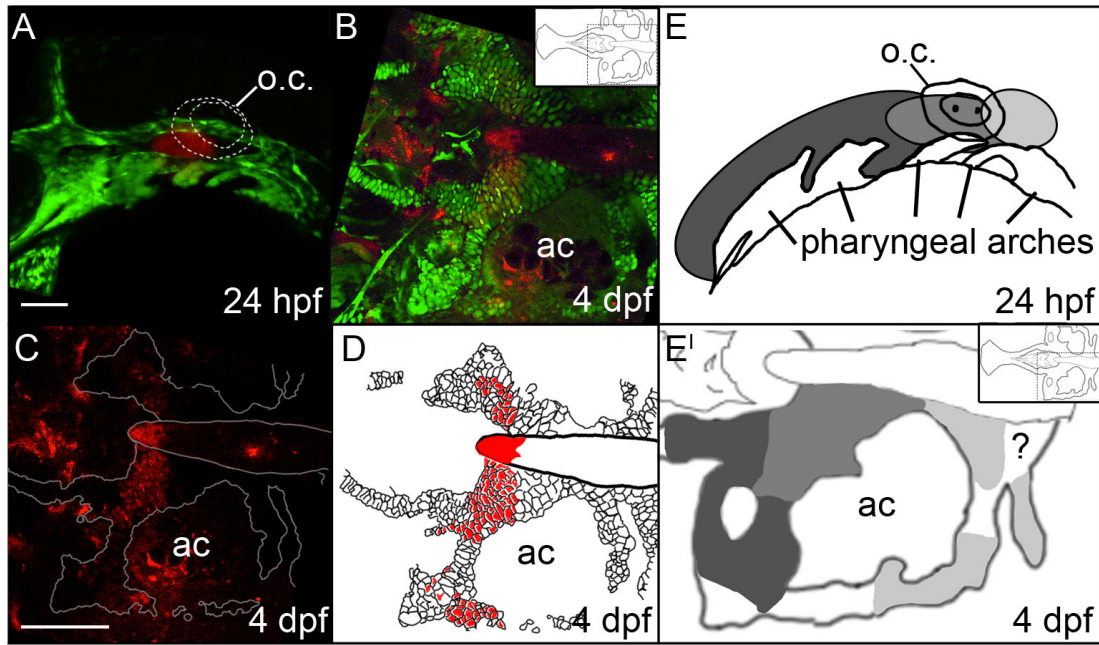 A
o.c.
24 hpf
B
ac
4 dpf
E
o.c.
pharyngeal arches
24 hpf
C
ac
4 dpf
D
ac
4 dpf
E'
?
ac
4 dpf